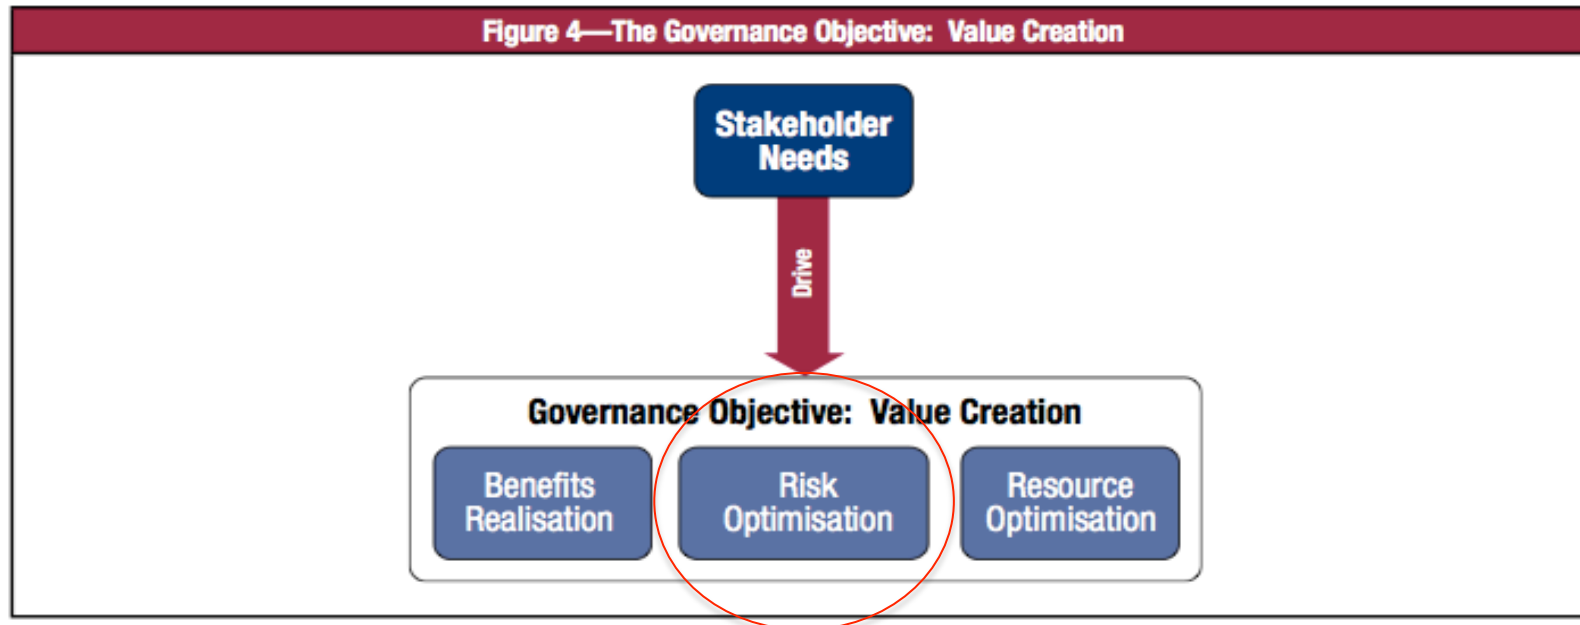 Figure 4—The Governance Objective: Value Creation
Stakeholder
Needs
Drive
Governance Objective: Value Creation
Benefits
Realisation
Risk
Optimisation
Resource
Optimisation